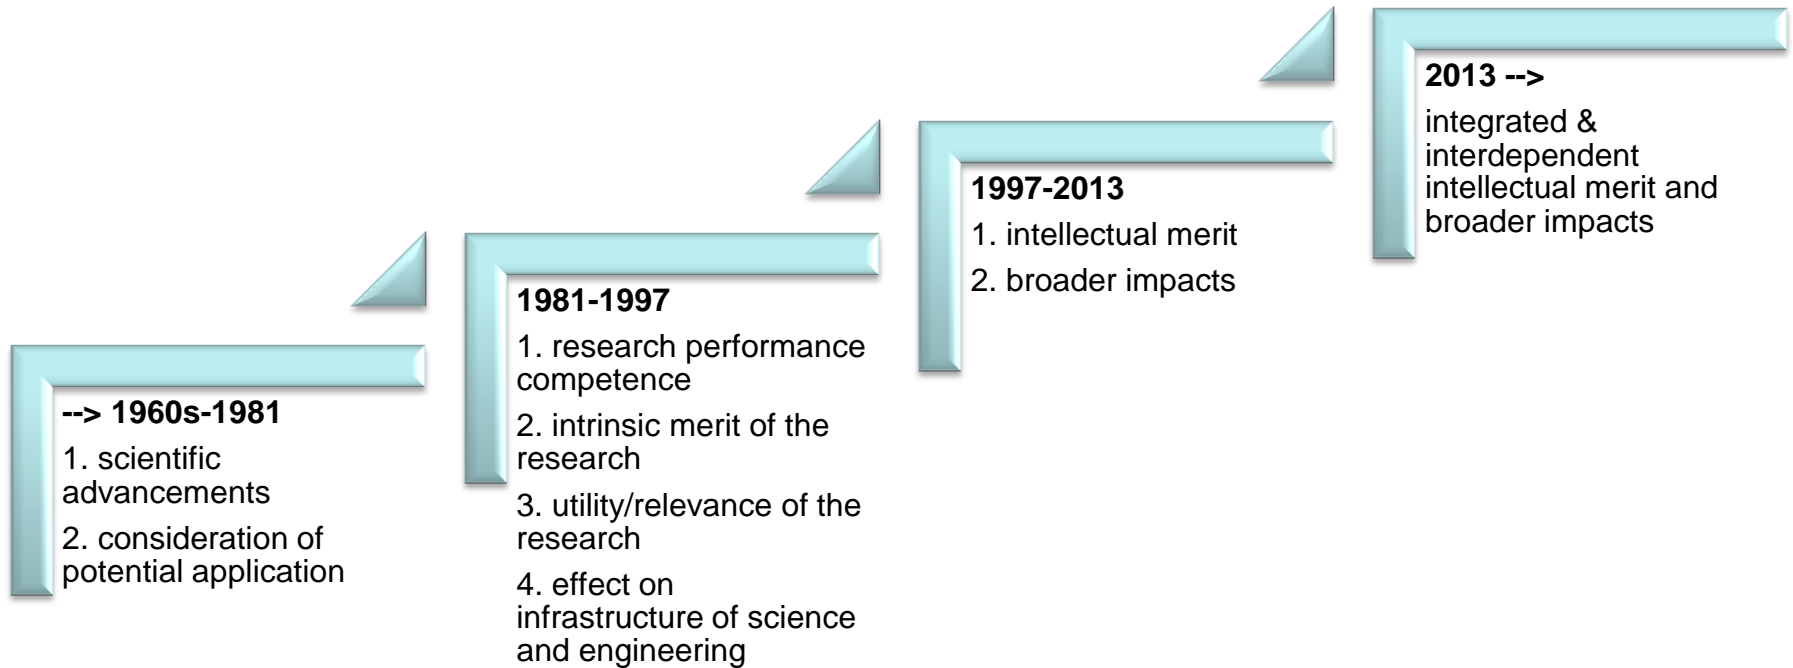 --> 1960s-1981
1. scientific
advancements
2. consideration of
potential application
1981-1997
1. research performance
competence
2. intrinsic merit of the
research
3. utility/relevance of the
research
4. effect on
infrastructure of science
and engineering
1997-2013
1. intellectual merit
2. broader impacts
2013 -->
integrated &
interdependent
intellectual merit and
broader impacts